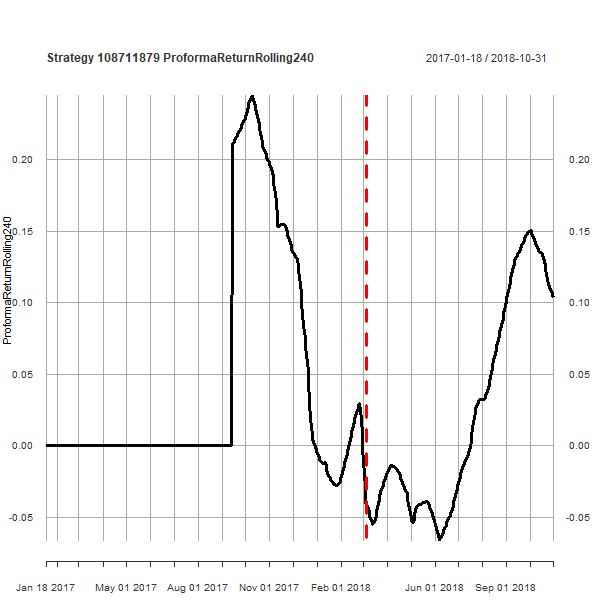 Strategy 108711879 ProformaReturnRolling240
2017-01-18 / 2018-10-31
ProformaReturnRolling240
0.20 0.20
0.15 0.15
0.10 0.10
0.05 0.05
0.00 0.00
-0.05 -0.05
Jan 18 2017 May 01 2017 Aug 01 2017 Nov 01 2017 Feb 01 2018 Jun 01 2018 Sep 01 2018